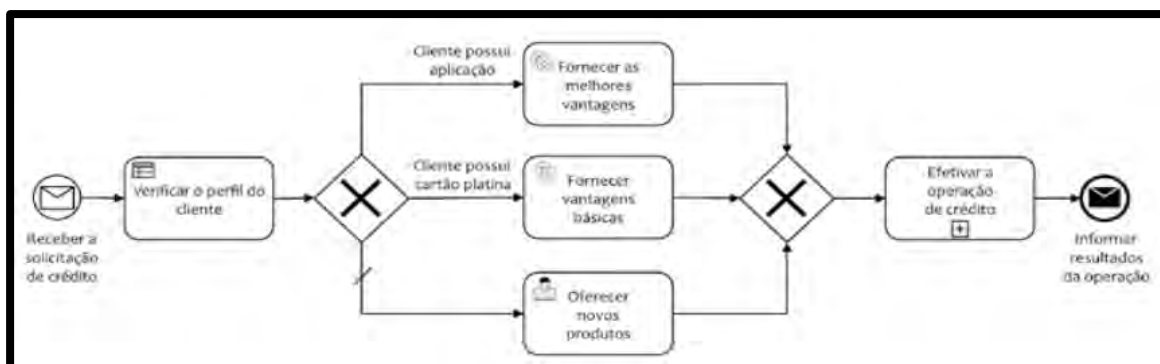 Cliente possui
aplicação
Fornecer as
melhores
vantagens
Verificar o perfil do
cliente
Cliente possui
cartão platina
Fornecer
vantagens
básicas
Efetivar a
operação
de crédito
Receber a
solicitação
de crédito
Informar
resultados
da operação
Oferecer
novos
produtos